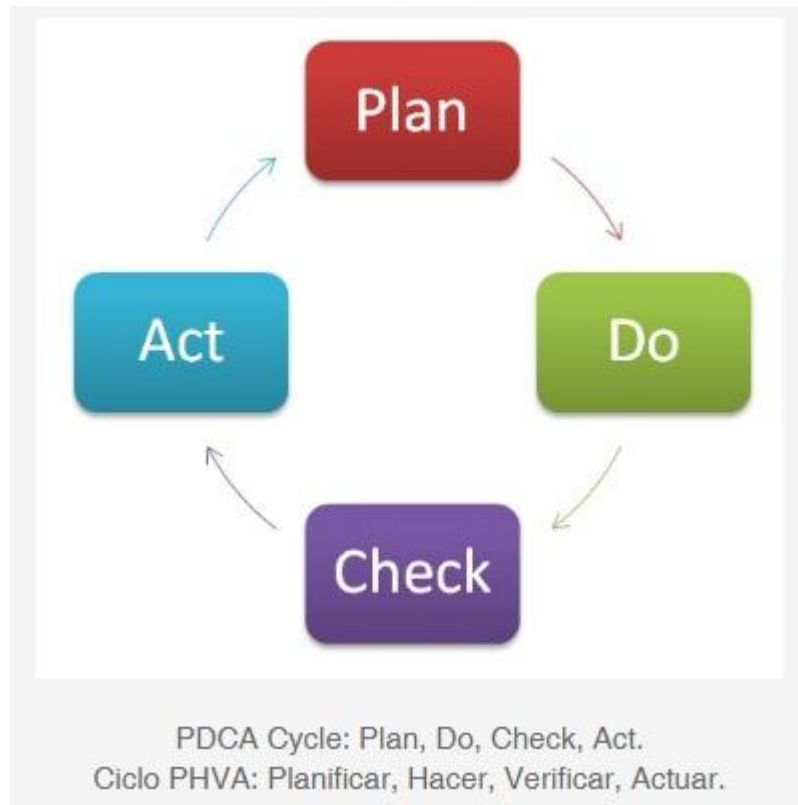 Plan
Do
Check
Act
PDCA Cycle: Plan, Do, Check, Act.
Ciclo PHVA: Planificar, Hacer, Verificar, Actuar.